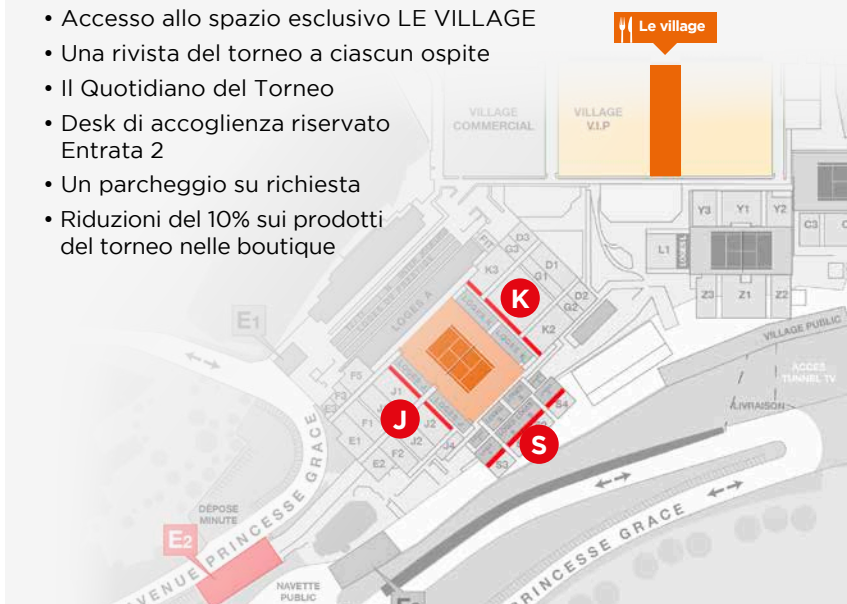 • Accesso allo spazio esclusivo LE VILLAGE
• Una rivista del torneo a ciascun ospite
• Il Quotidiano del Torneo
• Desk di accoglienza riservato
Entrata 2
• Un parcheggio su richiesta
• Riduzioni del 10% sui prodotti
del torneo nelle boutique
Le village
VILLAGE
COMMERCIAL
VILLAGE
V.I.P
Y3
Y1
Y2
C3
L1
LOGES L
Z3
Z1
Z2
D3
G3
D1
G1
D2
G2
K3
K
K2
LOGES A
E1
VILLAGE PUBLIC
ACCES
TUNNEL TV
LIVRAISON
F5
F3
E3
J1
J
J2
J2
J4
F1
E1
F2
E2
S4
S
S3
DÉPOSE
MINUTE
E2
AVENUE PRINCESSE GRACE
NAVETTE
PUBLIC
PRINCESSE GRACE